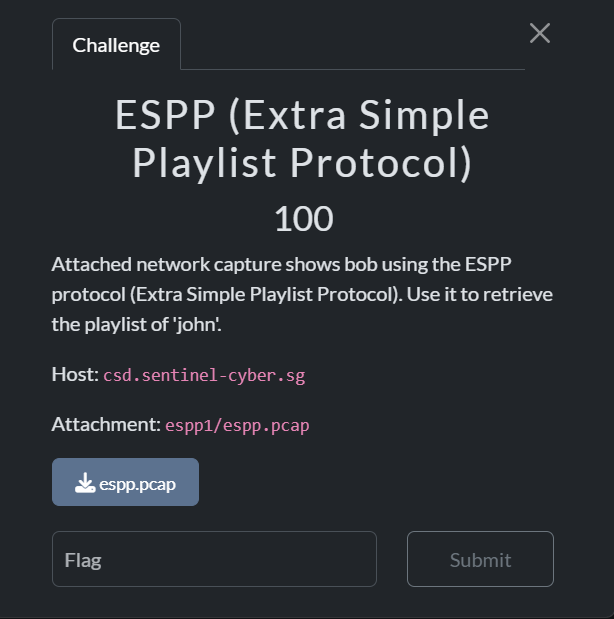 Challenge
ESPP (Extra Simple
Playlist Protocol)
100
Attached network capture shows bob using the ESPP
protocol (Extra Simple Playlist Protocol). Use it to retrieve
the playlist of 'john'.
Host: csd.sentinel-cyber.sg
Attachment: espp1/espp.pcap
espp.pcap
Flag
Submit